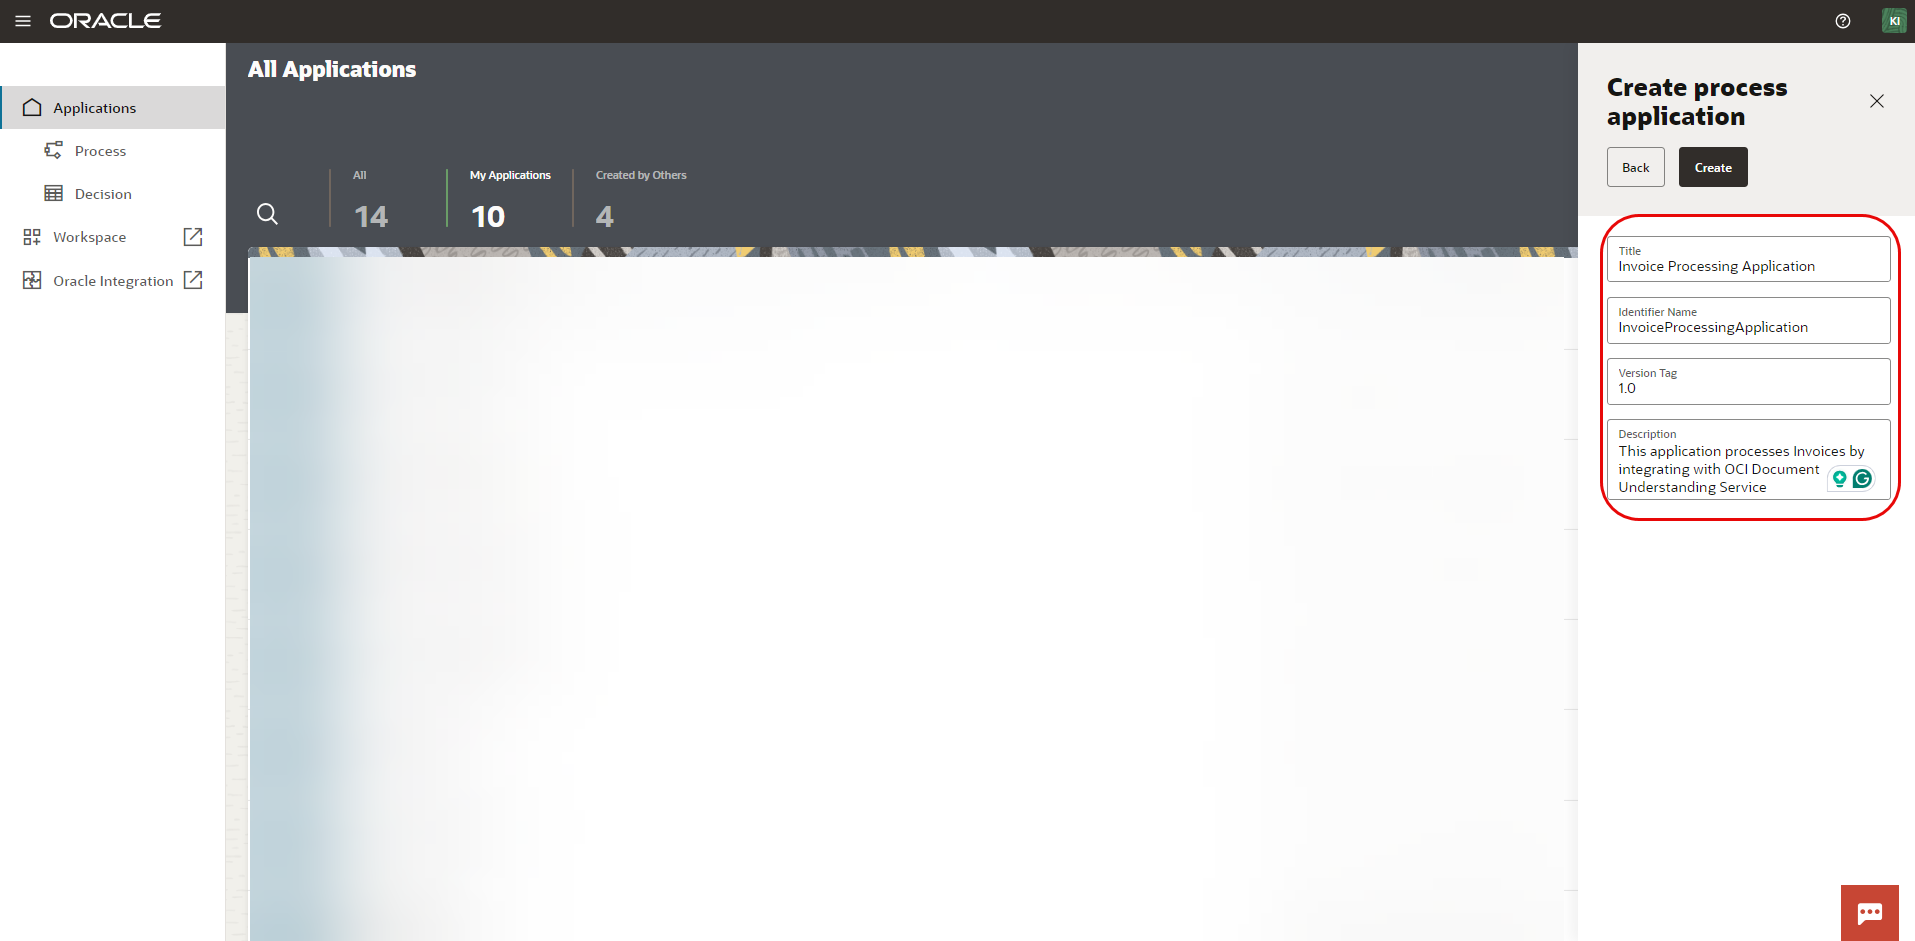 ORACLE
KI
Applications
Process
Decision
Workspace
Oracle Integration
All Applications
All
14
My Applications
10
Created by Others
4
Create process
application
Back
Create
Title
Invoice Processing Application
Identifier Name
InvoiceProcessingApplication
Version Tag
1.0
Description
This application processes Invoices by
integrating with OCI Document
Understanding Service